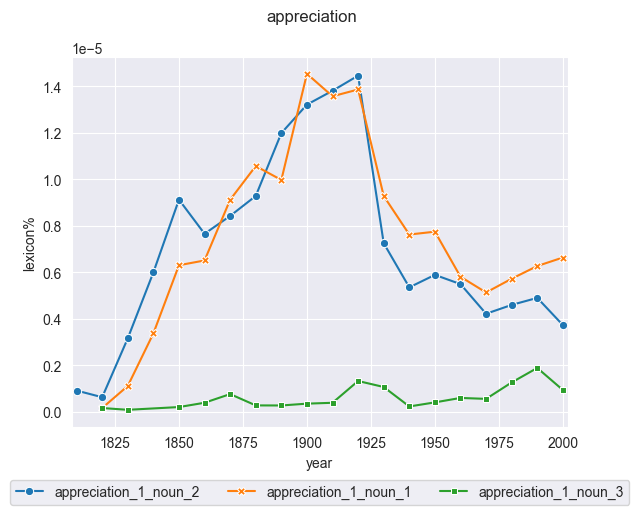 appreciation
1e−5
1.4
1.2
1.0
0.8
0.6
0.4
0.2
0.0
lexicon%
1825 1850 1875 1900 1925 1950 1975 2000
year
appreciation_1_noun_2 appreciation_1_noun_1 appreciation_1_noun_3